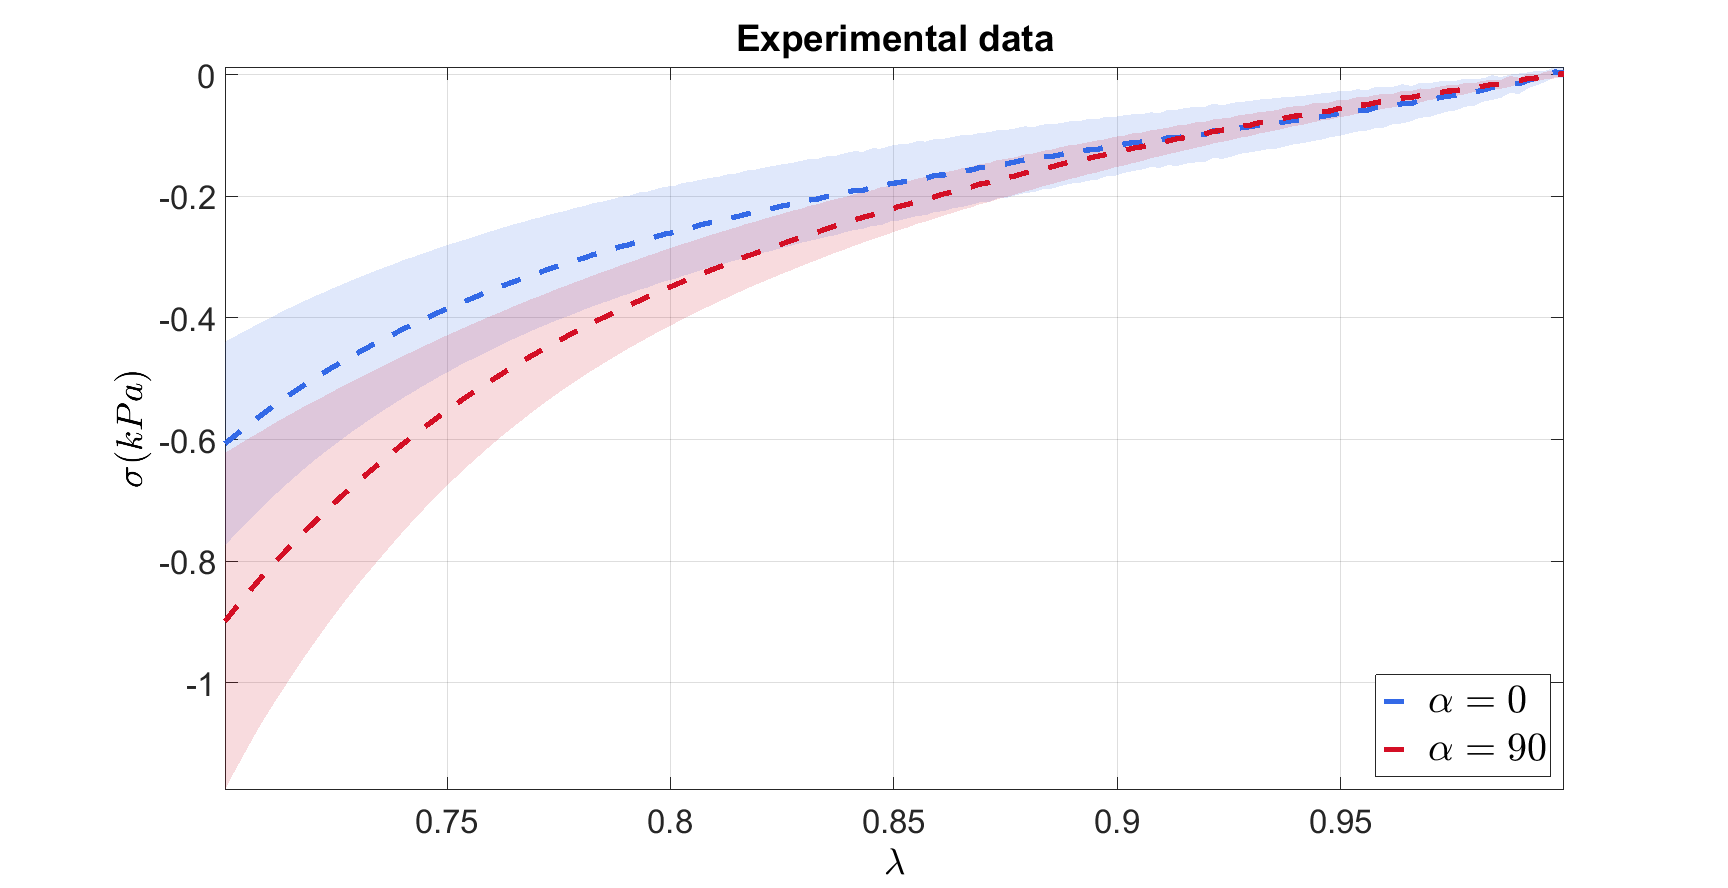 Experimental data
0
-0.2
-0.4
-0.6
-0.8
-1
σ(kPa)
0.75 0.8 0.85 0.9 0.95
λ
α = 0
α = 90